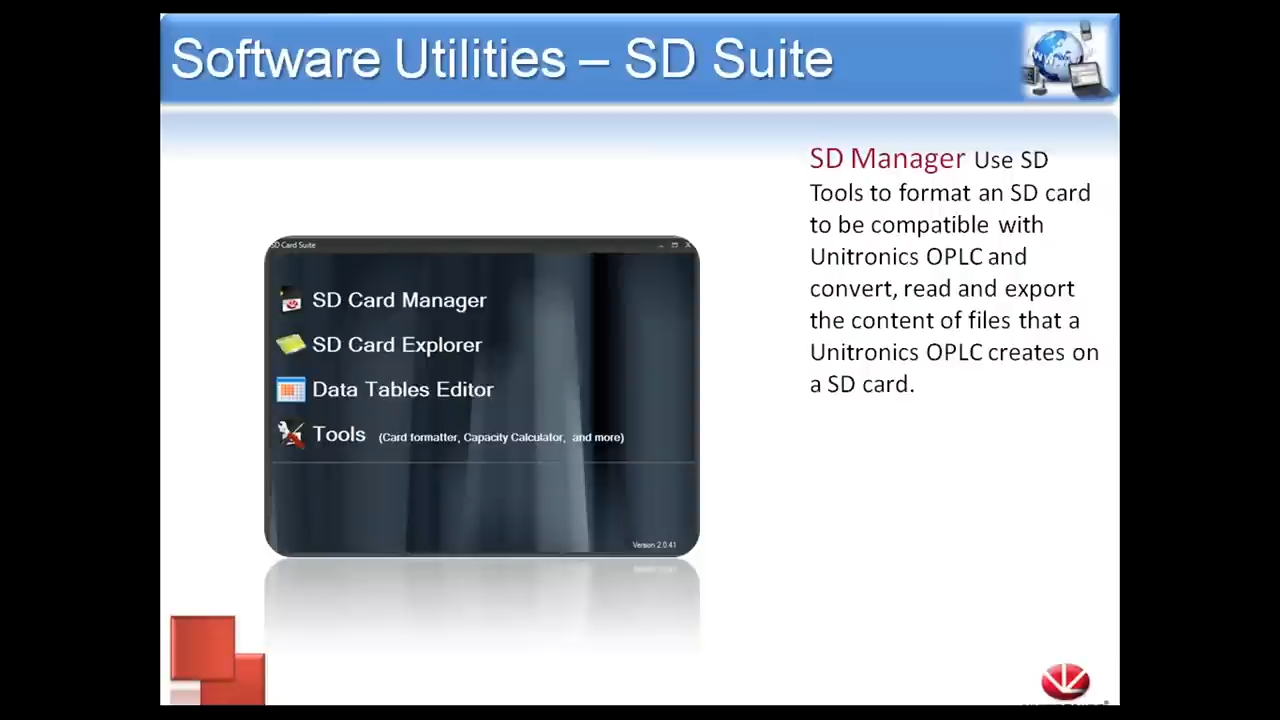 Software Utilities – SD Suite
SD Manager Use SD
Tools to format an SD card
to be compatible with
Unitronics OPLC and
convert, read and export
the content of files that a
Unitronics OPLC creates on
a SD card.
SD Card Suite
SD Card Manager
SD Card Explorer
Data Tables Editor
Tools (Card formatter, Capacity Calculator, and more)
Version 2.0.41